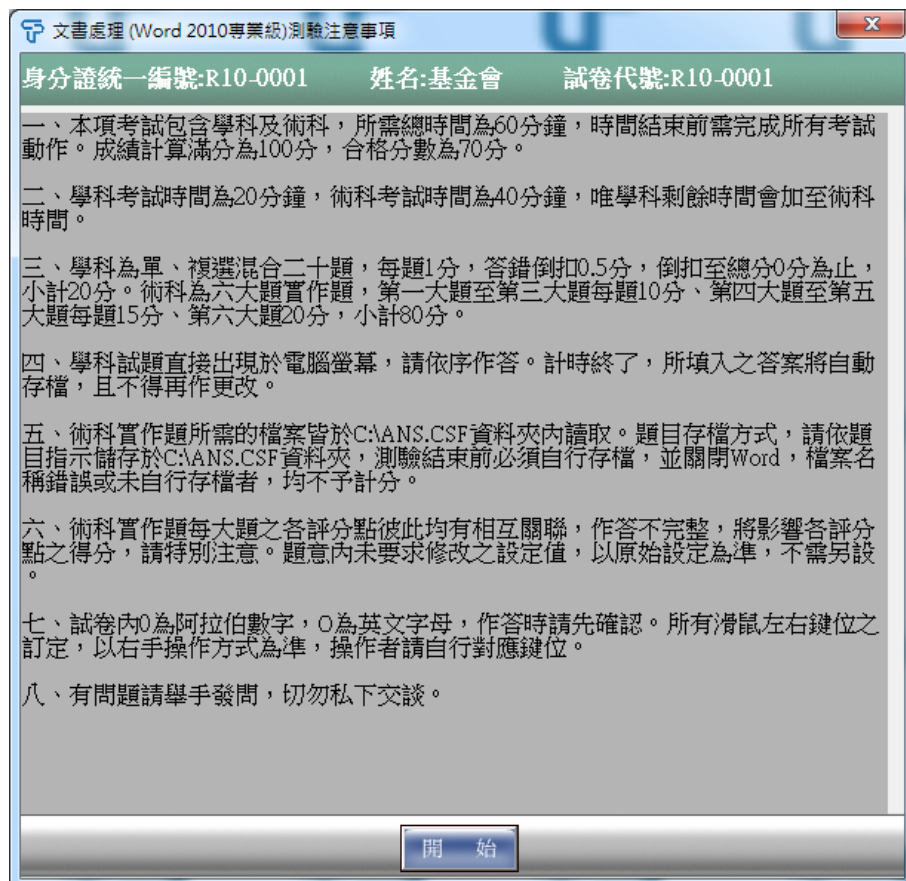 文書處理 (Word 2010專業級)測驗注意事項
身分證統一編號:R10-0001 姓名:基金會 試卷代號:R10-0001
一、本項考試包含學科及術科，所需總時間為60分鐘，時間結束前需完成所有考試
動作。成績計算滿分為100分，合格分數為70分。
二、學科考試時間為20分鐘，術科考試時間為40分鐘，唯學科剩餘時間會加至術科
時間。
三、學科為單、複選混合二十題，每題1分，答錯倒扣0.5分，倒扣至總分0分為止，
小計20分。術科為六大題實作題，第一大題至第三大題每題10分、第四大題至第五
大題每題15分、第六大題20分，小計80分。
四、學科試題直接出現於電腦螢幕，請依序作答。計時終了，所填入之答案將自動
存檔，且不得再作更改。
五、術科實作題所需的檔案皆於C:\ANS.CSF資料夾內讀取。題目存檔方式，請依題
目指示儲存於C:\ANS.CSF資料夾，測驗結束前必須自行存檔，並關閉Word，檔案名
稱錯誤或未自行存檔者，均不予計分。
六、術科實作題每大題之各評分點彼此均有相互關聯，作答不完整，將影響各評分
點之得分，請特別注意。題意內未要求修改之設定值，以原始設定為準，不需另設
。
七、試卷內0為阿拉伯數字，O為英文字母，作答時請先確認。所有滑鼠左右鍵位之
訂定，以右手操作方式為準，操作者請自行對應鍵位。
八、有問題請舉手發問，切勿私下交談。
開 始